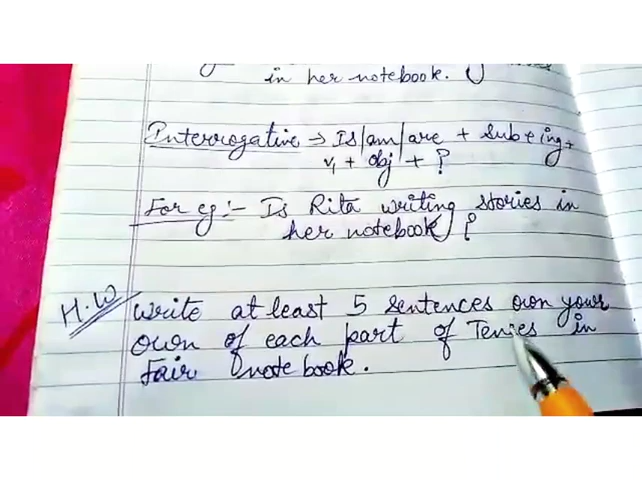 in her notebook.
Interrogative → Is/am/are + sub + ing +
v1 + obj + ?
For eg :- Is Rita writing stories in
her notebook ?
H.W Write at least 5 sentences own your
own of each part of Tenses in
fair notebook.